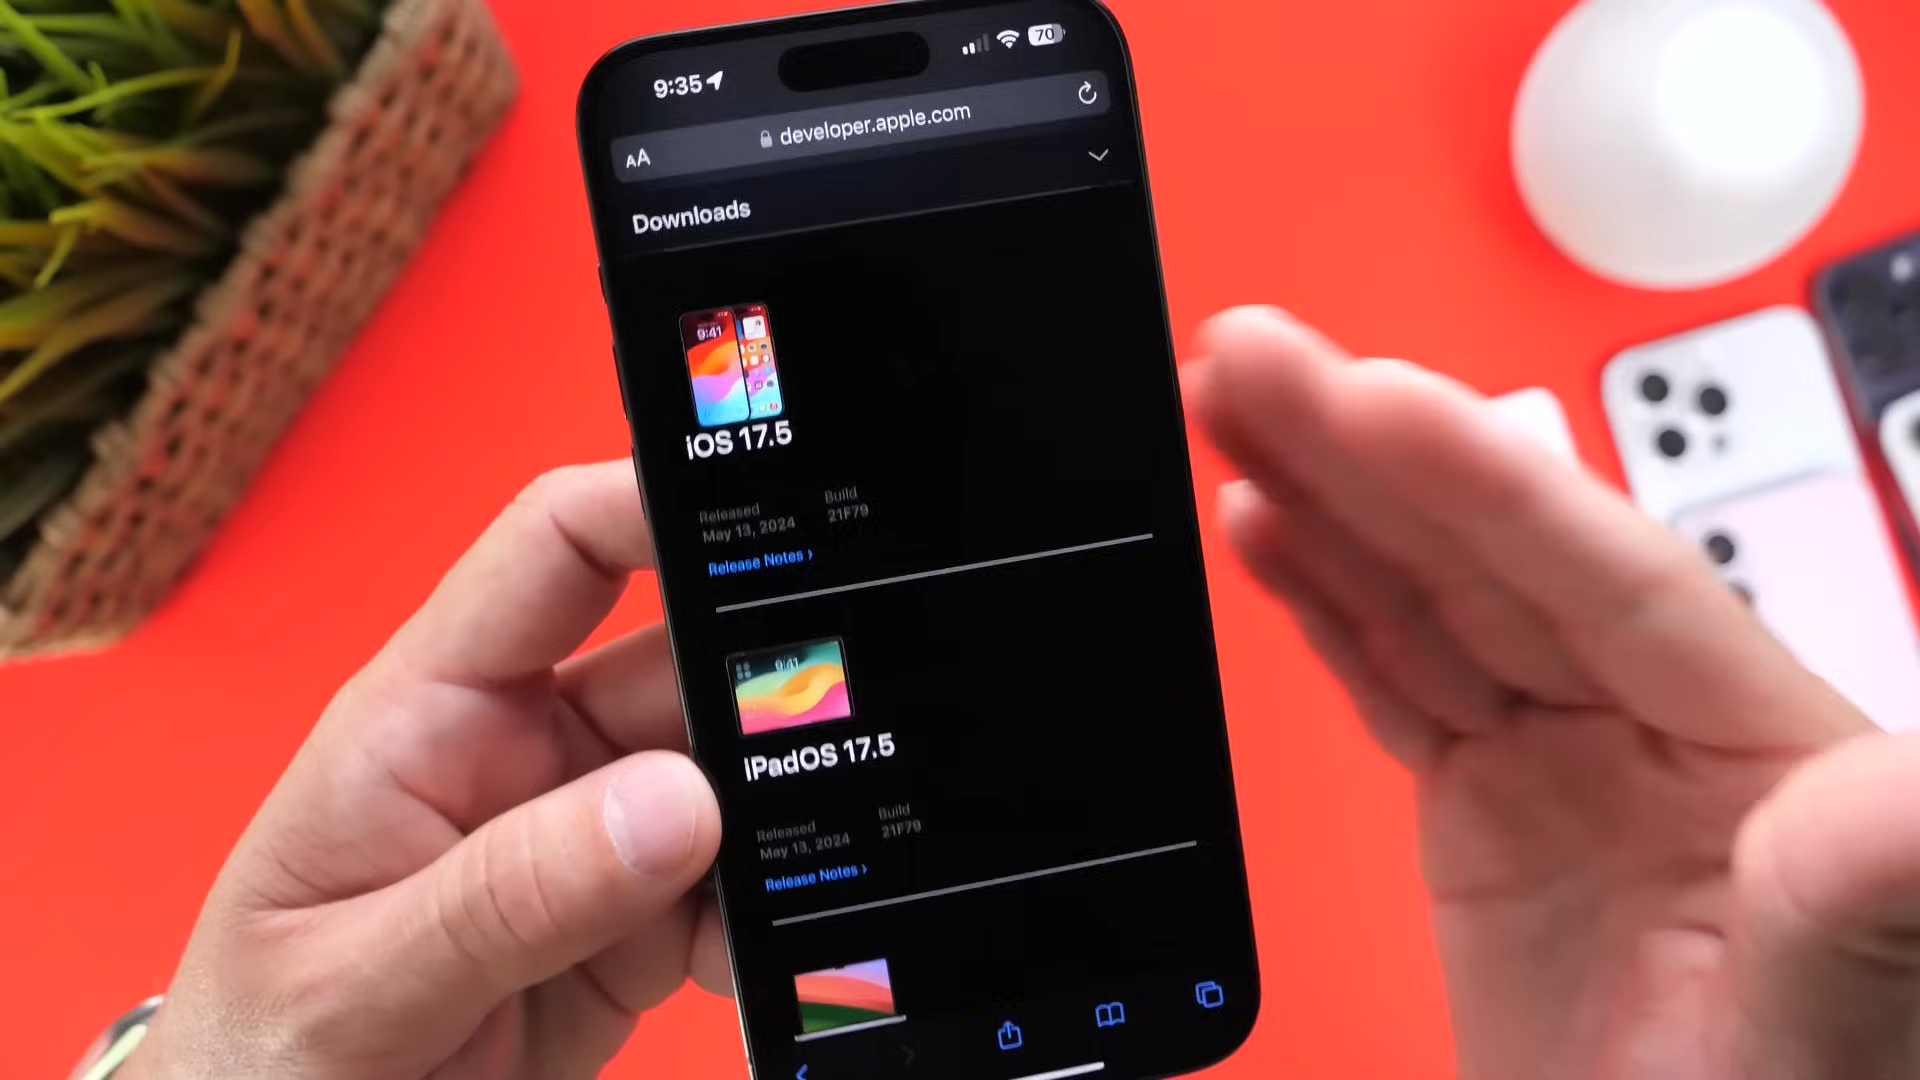 9:35
70
AA
developer.apple.com
Downloads
9:41
iOS 17.5
Released
Build
May 13, 2024
21F79
Release Notes ›
9:41
iPadOS 17.5
Released
Build
May 13, 2024
21F79
Release Notes ›